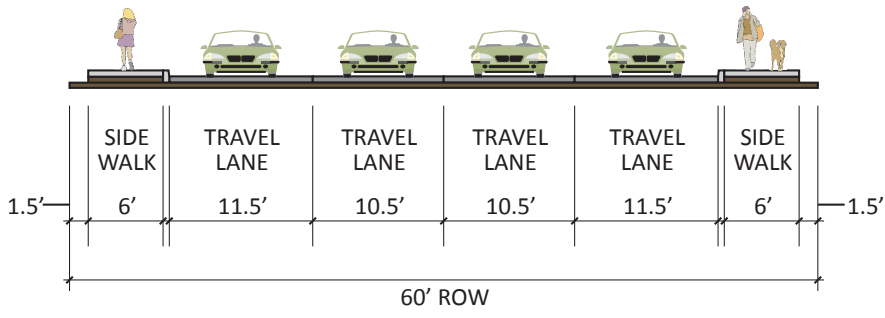 SIDE WALK
TRAVEL LANE
TRAVEL LANE
TRAVEL LANE
TRAVEL LANE
SIDE WALK
1.5’ 6’ 11.5’ 10.5’ 10.5’ 11.5’ 6’ 1.5’
60’ ROW